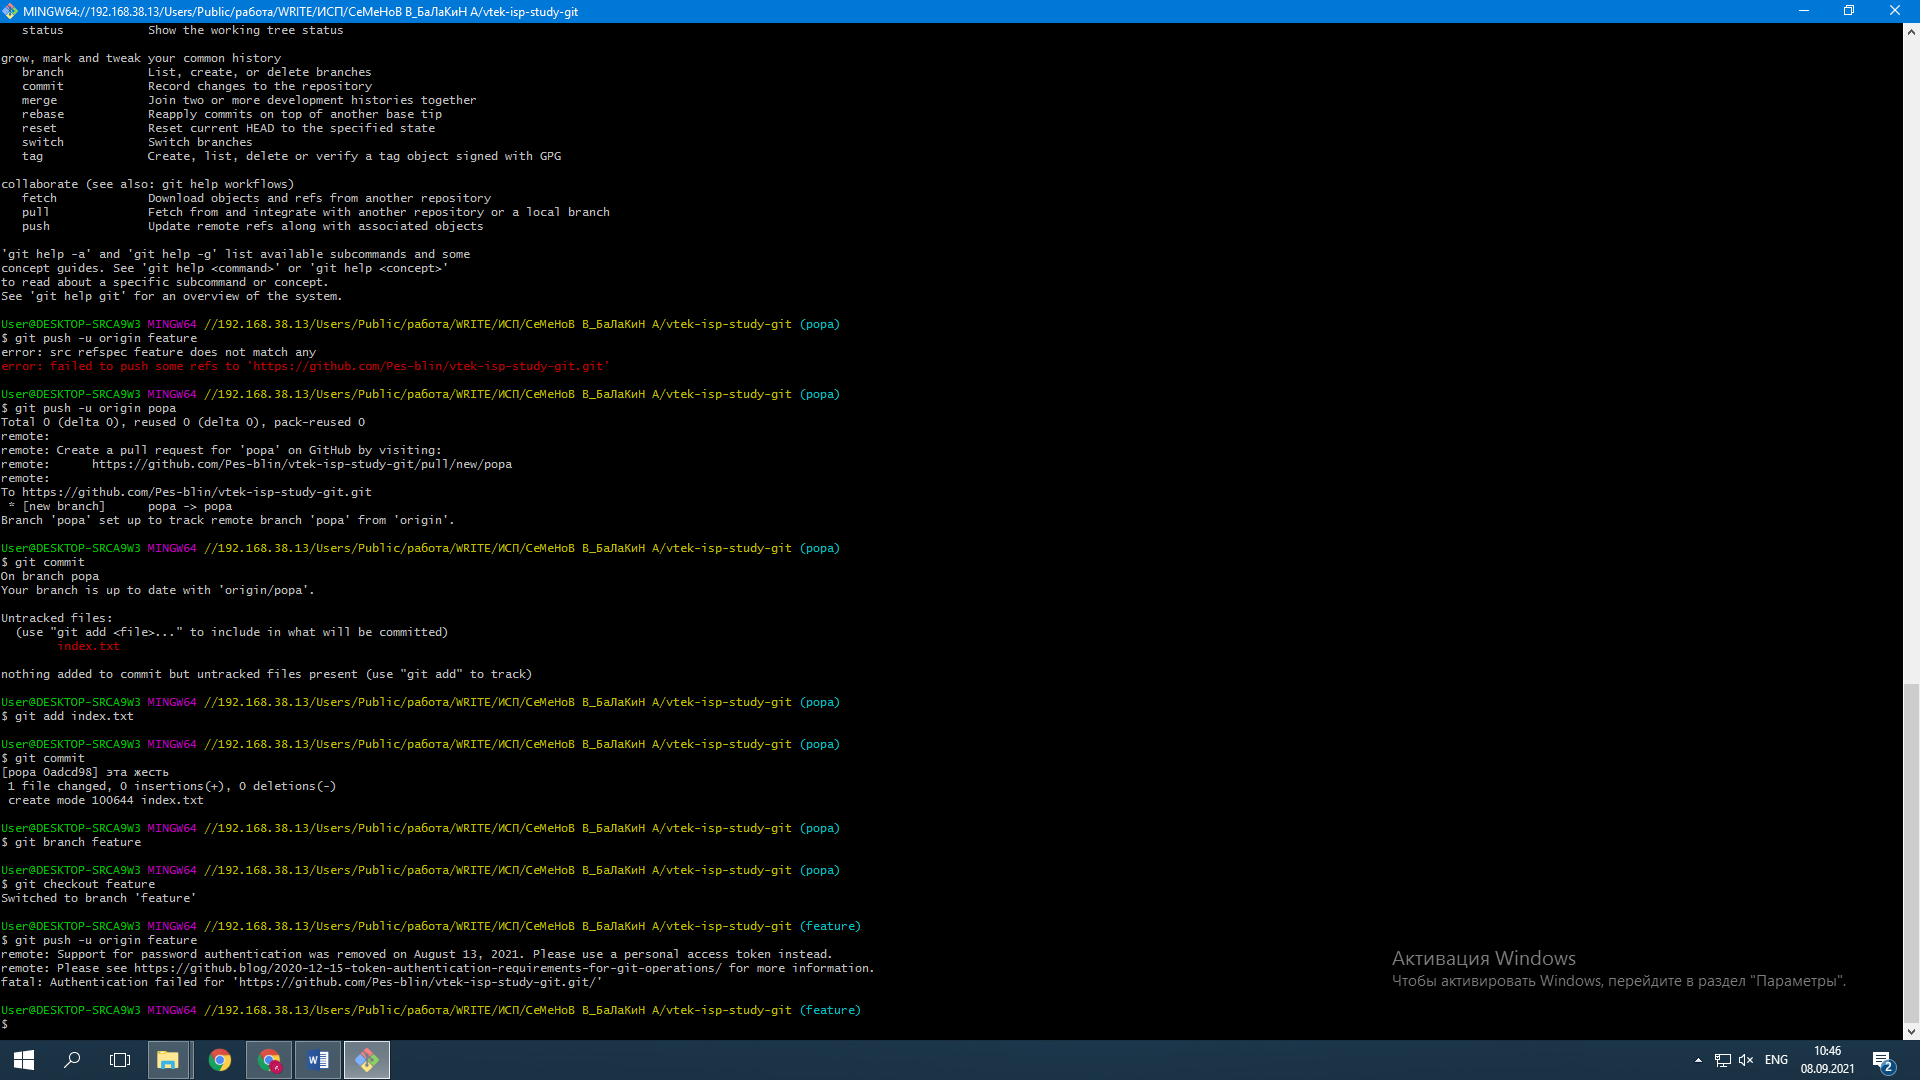 MINGW64://192.168.38.13/Users/Public/работа/WRITE/ИСП/СеМеНоВ В_БаЛаКиН А/vtek-isp-study-git
status Show the working tree status
grow, mark and tweak your common history
branch List, create, or delete branches
commit Record changes to the repository
merge Join two or more development histories together
rebase Reapply commits on top of another base tip
reset Reset current HEAD to the specified state
switch Switch branches
tag Create, list, delete or verify a tag object signed with GPG
collaborate (see also: git help workflows)
fetch Download objects and refs from another repository
pull Fetch from and integrate with another repository or a local branch
push Update remote refs along with associated objects
'git help -a' and 'git help -g' list available subcommands and some
concept guides. See 'git help <command>' or 'git help <concept>'
to read about a specific subcommand or concept.
See 'git help git' for an overview of the system.
User@DESKTOP-SRCA9W3 MINGW64 //192.168.38.13/Users/Public/работа/WRITE/ИСП/СеМеНоВ В_БаЛаКиН А/vtek-isp-study-git (popa)
$ git push -u origin feature
error: src refspec feature does not match any
error: failed to push some refs to 'https://github.com/Pes-blin/vtek-isp-study-git.git'
User@DESKTOP-SRCA9W3 MINGW64 //192.168.38.13/Users/Public/работа/WRITE/ИСП/СеМеНоВ В_БаЛаКиН А/vtek-isp-study-git (popa)
$ git push -u origin popa
Total 0 (delta 0), reused 0 (delta 0), pack-reused 0
remote:
remote: Create a pull request for 'popa' on GitHub by visiting:
remote: https://github.com/Pes-blin/vtek-isp-study-git/pull/new/popa
remote:
To https://github.com/Pes-blin/vtek-isp-study-git.git
* [new branch] popa -> popa
Branch 'popa' set up to track remote branch 'popa' from 'origin'.
User@DESKTOP-SRCA9W3 MINGW64 //192.168.38.13/Users/Public/работа/WRITE/ИСП/СеМеНоВ В_БаЛаКиН А/vtek-isp-study-git (popa)
$ git commit
On branch popa
Your branch is up to date with 'origin/popa'.
Untracked files:
(use "git add <file>..." to include in what will be committed)
index.txt
nothing added to commit but untracked files present (use "git add" to track)
User@DESKTOP-SRCA9W3 MINGW64 //192.168.38.13/Users/Public/работа/WRITE/ИСП/СеМеНоВ В_БаЛаКиН А/vtek-isp-study-git (popa)
$ git add index.txt
User@DESKTOP-SRCA9W3 MINGW64 //192.168.38.13/Users/Public/работа/WRITE/ИСП/СеМеНоВ В_БаЛаКиН А/vtek-isp-study-git (popa)
$ git commit
[popa 0adcd98] эта жесть
1 file changed, 0 insertions(+), 0 deletions(-)
create mode 100644 index.txt
User@DESKTOP-SRCA9W3 MINGW64 //192.168.38.13/Users/Public/работа/WRITE/ИСП/СеМеНоВ В_БаЛаКиН А/vtek-isp-study-git (popa)
$ git branch feature
User@DESKTOP-SRCA9W3 MINGW64 //192.168.38.13/Users/Public/работа/WRITE/ИСП/СеМеНоВ В_БаЛаКиН А/vtek-isp-study-git (popa)
$ git checkout feature
Switched to branch 'feature'
User@DESKTOP-SRCA9W3 MINGW64 //192.168.38.13/Users/Public/работа/WRITE/ИСП/СеМеНоВ В_БаЛаКиН А/vtek-isp-study-git (feature)
$ git push -u origin feature
remote: Support for password authentication was removed on August 13, 2021. Please use a personal access token instead.
remote: Please see https://github.blog/2020-12-15-token-authentication-requirements-for-git-operations/ for more information.
fatal: Authentication failed for 'https://github.com/Pes-blin/vtek-isp-study-git.git/'
User@DESKTOP-SRCA9W3 MINGW64 //192.168.38.13/Users/Public/работа/WRITE/ИСП/СеМеНоВ В_БаЛаКиН А/vtek-isp-study-git (feature)
$
Активация Windows
Чтобы активировать Windows, перейдите в раздел "Параметры".
ENG
10:46
08.09.2021
2